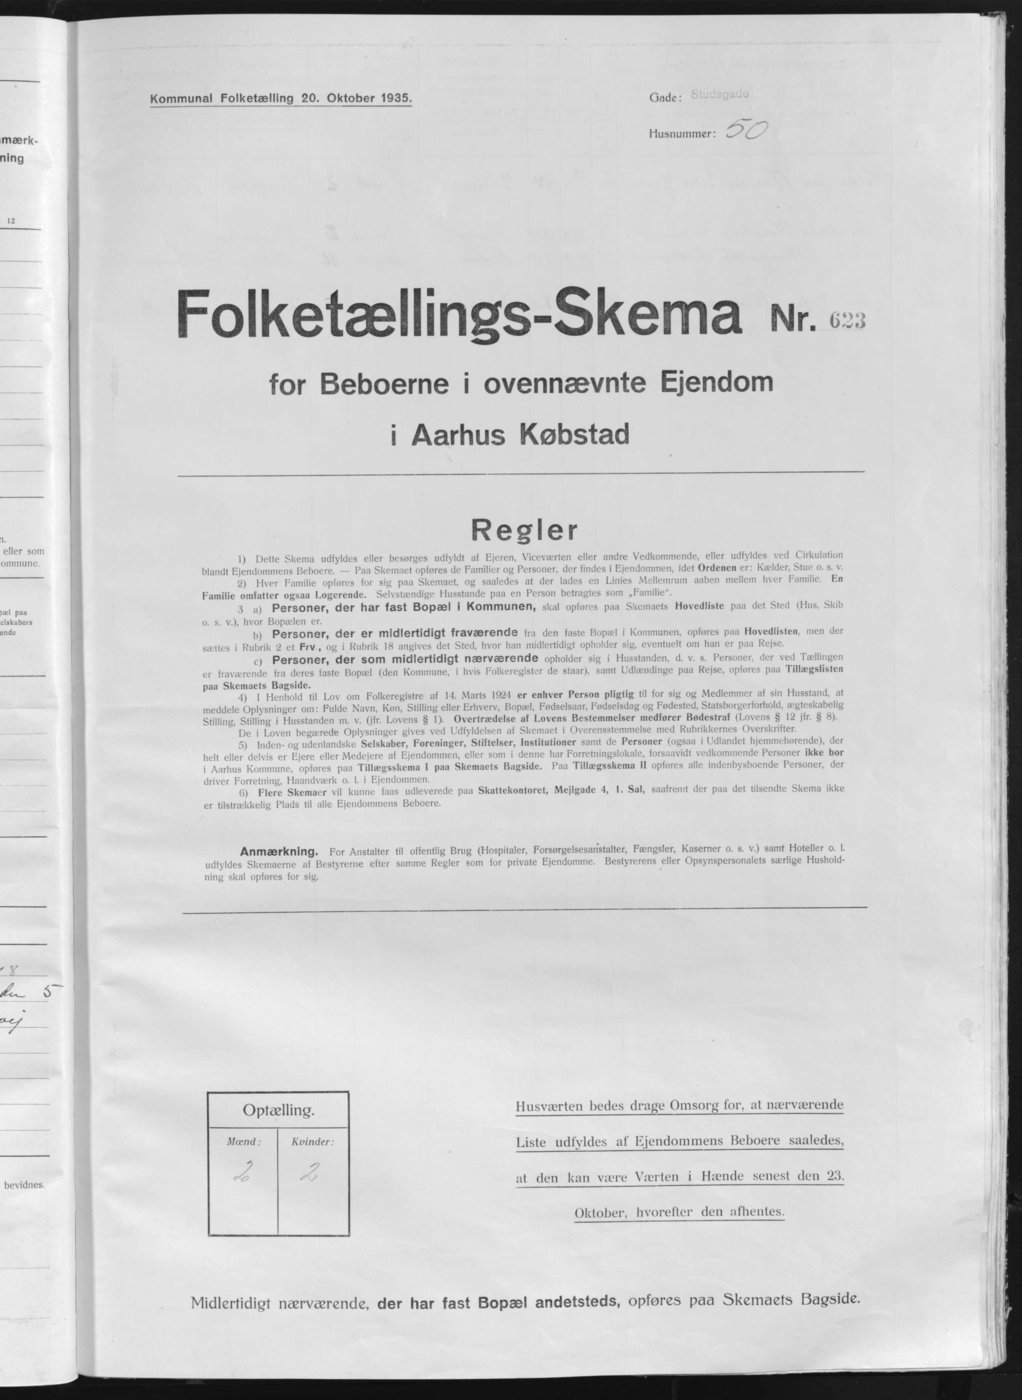 Kommunal Folketælling 20. Oktober 1935.
Gade: Studsgade
Husnummer: 50
Folketællings-Skema Nr. 623
for Beboerne i ovennævnte Ejendom
i Aarhus Købstad
Regler
1) Dette Skema udfyldes eller besørges udfyldt af Ejeren, Viceværten eller andre Vedkommende, eller udfyldes ved Cirkulation
blandt Ejendommens Beboere. — Paa Skemaet opføres de Familier og Personer, der findes i Ejendommen, idet Ordenen er: Kælder, Stue o. s. v.
2) Hver Familie opføres for sig paa Skemaet, og saaledes at der lades en Linies Mellemrum aaben mellem hver Familie. En
Familie omfatter ogsaa Logerende. Selvstændige Husstande paa en Person betragtes som „Familie".
3 a) Personer, der har fast Bopæl i Kommunen, skal opføres paa Skemaets Hovedliste paa det Sted (Hus, Skib
o. s. v.), hvor Bopælen er.
b) Personer, der er midlertidigt fraværende fra den faste Bopæl i Kommunen, opføres paa Hovedlisten, men der
sættes i Rubrik 2 et Frv., og i Rubrik 18 angives det Sted, hvor han midlertidigt opholder sig, eventuelt om han er paa Rejse.
c) Personer, der som midlertidigt nærværende opholder sig i Husstanden, d. v. s. Personer, der ved Tællingen
er fraværende fra deres faste Bopæl (den Kommune, i hvis Folkeregister de staar), samt Udlændinge paa Rejse, opføres paa Tillægslisten
paa Skemaets Bagside.
4) I Henhold til Lov om Folkeregistre af 14. Marts 1924 er enhver Person pligtig til for sig og Medlemmer af sin Husstand, at
meddele Oplysninger om: Fulde Navn, Køn, Stilling eller Erhverv, Bopæl, Fødselsaar, Fødselsdag og Fødested, Statsborgerforhold, ægteskabelig
Stilling, Stilling i Husstanden m. v. (jfr. Lovens § 1). Overtrædelse af Lovens Bestemmelser medfører Bødestraf (Lovens § 12 jfr. § 8).
De i Loven begærede Oplysninger gives ved Udfyldelsen af Skemaet i Overensstemmelse med Rubrikkernes Overskrifter.
5) Inden- og udenlandske Selskaber, Foreninger, Stiftelser, Institutioner samt de Personer (ogsaa i Udlandet hjemmehørende), der
helt eller delvis er Ejere eller Medejere af Ejendommen, eller som i denne har Forretningslokale, forsaavidt vedkommende Personer ikke bor
i Aarhus Kommune, opføres paa Tillægsskema I paa Skemaets Bagside. Paa Tillægsskema II opføres alle indenbysboende Personer, der
driver Forretning, Haandværk o. l. i Ejendommen.
6) Flere Skemaer vil kunne faas udleverede paa Skattekontoret, Mejlgade 4, 1. Sal, saafremt der paa det tilsendte Skema ikke
er tilstrækkelig Plads til alle Ejendommens Beboere.
Anmærkning. For Anstalter til offentlig Brug (Hospitaler, Forsørgelsesanstalter, Fængsler, Kaserner o. s. v.) samt Hoteller o. l.
udfyldes Skemaerne af Bestyrerne efter samme Regler som for private Ejendomme. Bestyrerens eller Opsynspersonalets særlige Hushold-
ning skal opføres for sig.
Optælling.
Mænd: Kvinder:
2 2
Husværten bedes drage Omsorg for, at nærværende
Liste udfyldes af Ejendommens Beboere saaledes,
at den kan være Værten i Hænde senest den 23.
Oktober, hvorefter den afhentes.
Midlertidigt nærværende, der har fast Bopæl andetsteds, opføres paa Skemaets Bagside.
12
eller som
bevidnes.